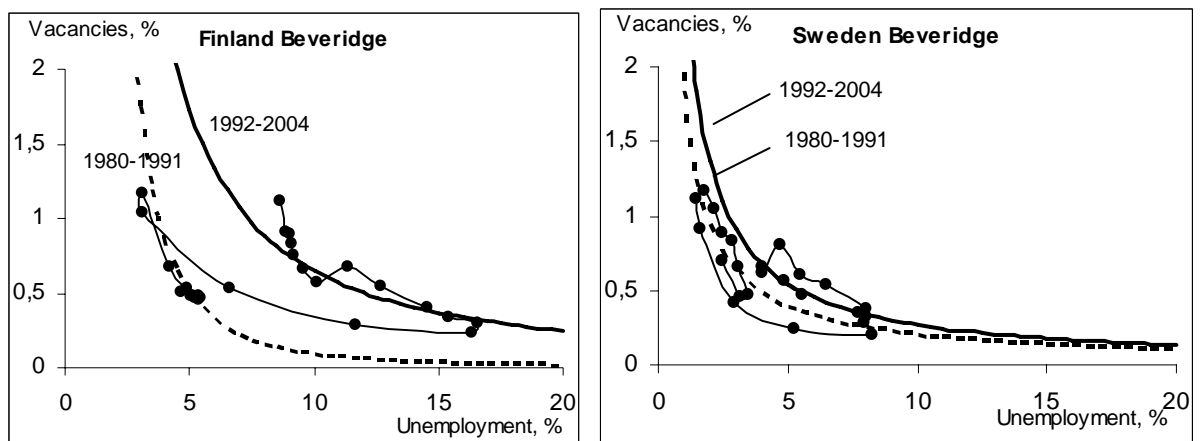 Vacancies, %
Finland Beveridge
2
1992-2004
1,5
1980-1991
1
0,5
0
0 5 10 15 20
Unemployment, %
Vacancies, %
Sweden Beveridge
2
1992-2004
1,5
1980-1991
1
0,5
0
0 5 10 15 20
Unemployment, %